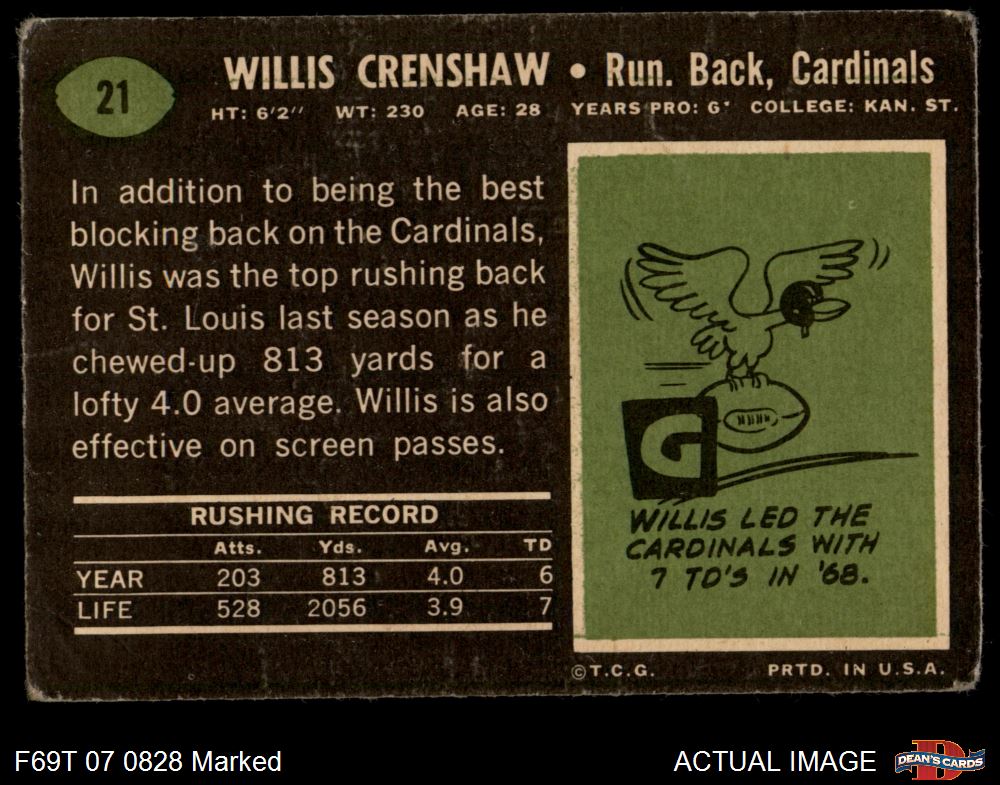 21
WILLIS CRENSHAW • Run. Back, Cardinals
HT: 6'2" WT: 230 AGE: 28 YEARS PRO: 6 COLLEGE: KAN. ST.
In addition to being the best
blocking back on the Cardinals,
Willis was the top rushing back
for St. Louis last season as he
chewed-up 813 yards for a
lofty 4.0 average. Willis is also
effective on screen passes.
RUSHING RECORD
Atts. Yds. Avg. TD
YEAR 203 813 4.0 6
LIFE 528 2056 3.9 7
G
WILLIS LED THE
CARDINALS WITH
7 TD'S IN '68.
©T.C.G. PRTD. IN U.S.A.
F69T 07 0828 Marked
ACTUAL IMAGE
D
DEAN'S CARDS